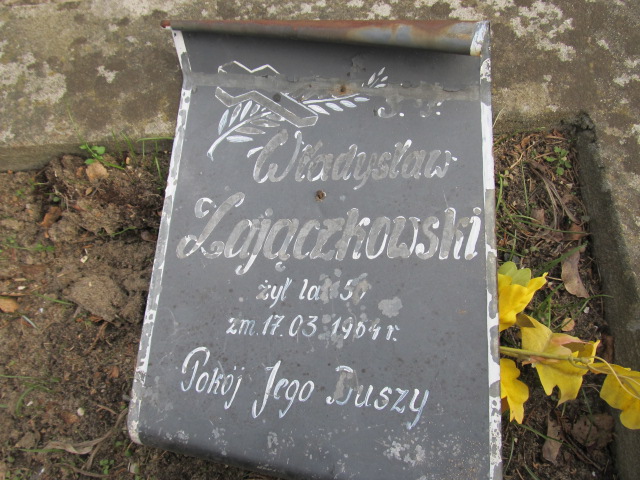 Ś. P.
Władysław
Zajączkowski
żył lat
zm. 17.03.1964 r.
Pokój Jego Duszy